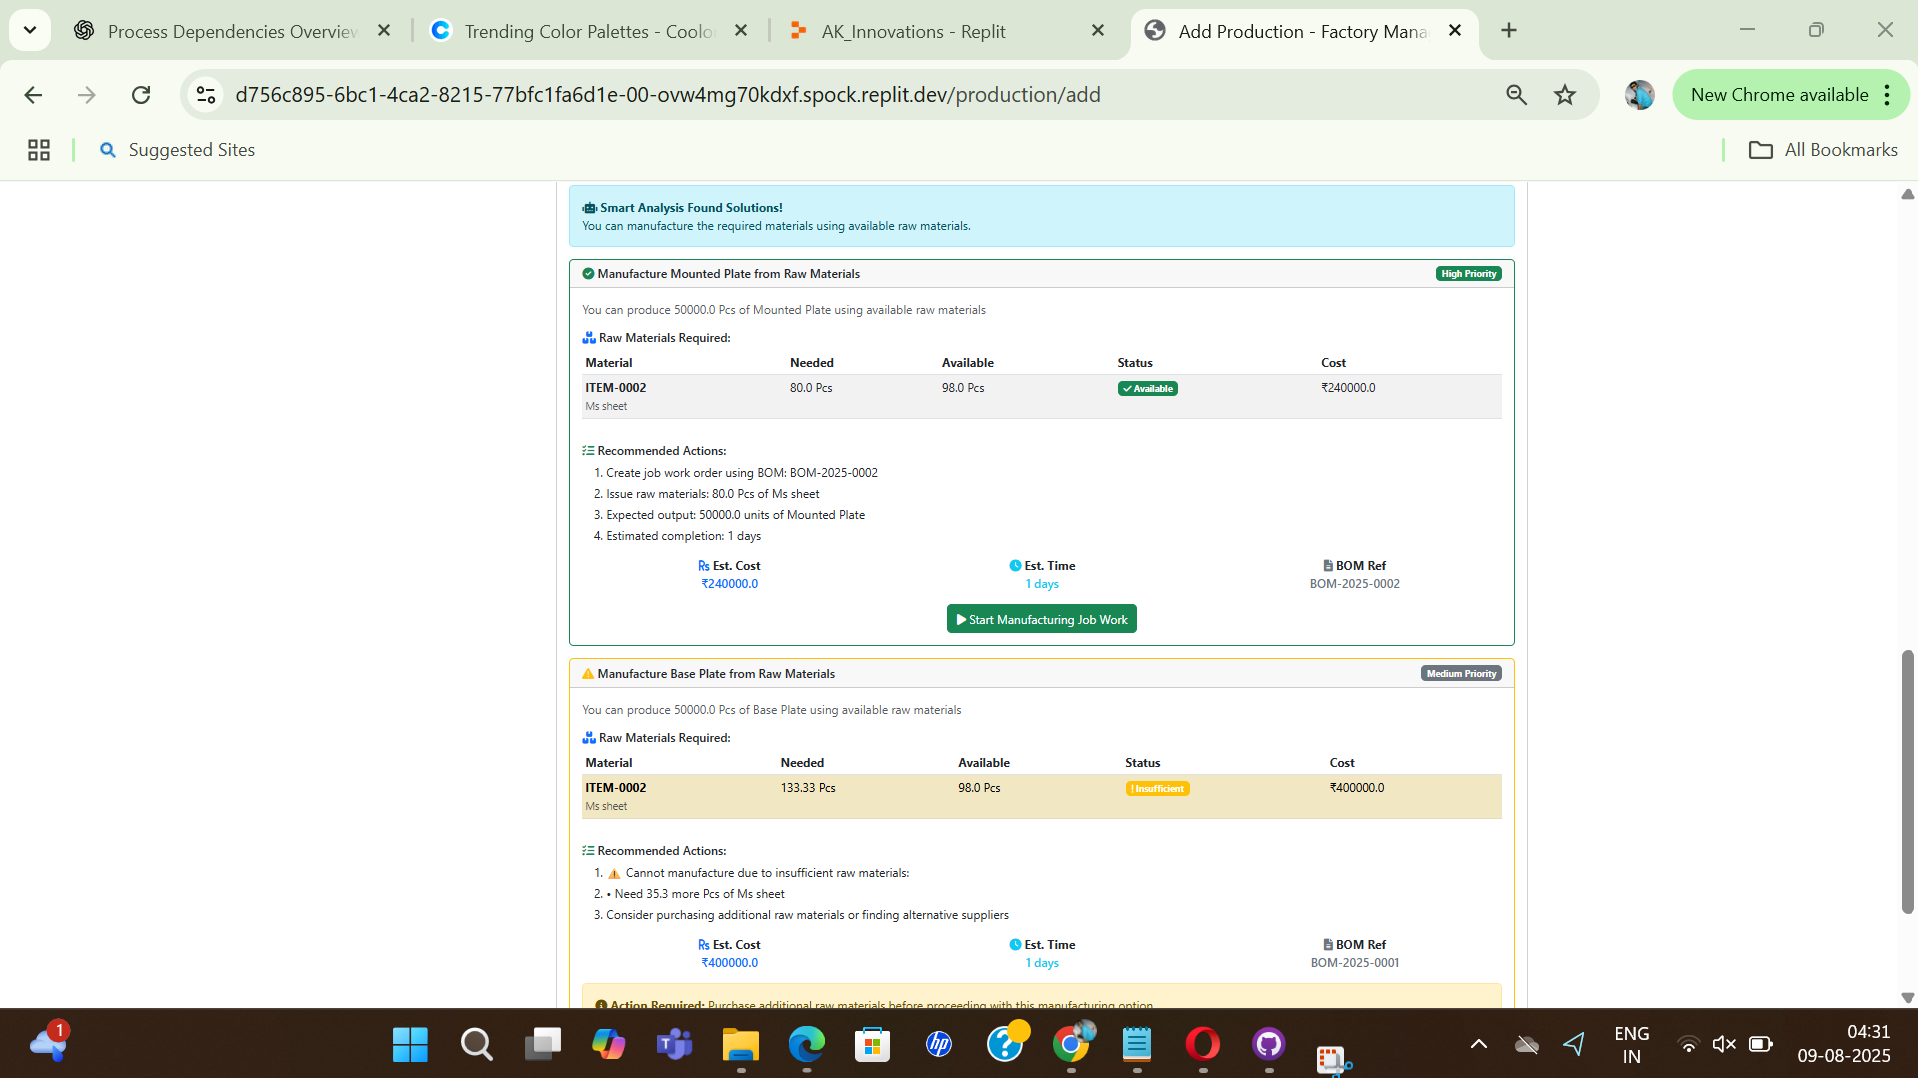 Process Dependencies Overview
Trending Color Palettes - Coolo
AK_Innovations - Replit
Add Production - Factory Mana
d756c895-6bc1-4ca2-8215-77bfc1fa6d1e-00-ovw4mg70kdxf.spock.replit.dev/production/add
New Chrome available
Suggested Sites
All Bookmarks
Smart Analysis Found Solutions!
You can manufacture the required materials using available raw materials.
Manufacture Mounted Plate from Raw Materials
High Priority
You can produce 50000.0 Pcs of Mounted Plate using available raw materials
Raw Materials Required:
Material Needed Available Status Cost
ITEM-0002 80.0 Pcs 98.0 Pcs Available ₹240000.0
Ms sheet
Recommended Actions:
1. Create job work order using BOM: BOM-2025-0002
2. Issue raw materials: 80.0 Pcs of Ms sheet
3. Expected output: 50000.0 units of Mounted Plate
4. Estimated completion: 1 days
Rs Est. Cost Est. Time BOM Ref
₹240000.0 1 days BOM-2025-0002
Start Manufacturing Job Work
Manufacture Base Plate from Raw Materials
Medium Priority
You can produce 50000.0 Pcs of Base Plate using available raw materials
Raw Materials Required:
Material Needed Available Status Cost
ITEM-0002 133.33 Pcs 98.0 Pcs ! Insufficient ₹400000.0
Ms sheet
Recommended Actions:
1. ⚠ Cannot manufacture due to insufficient raw materials:
2. • Need 35.3 more Pcs of Ms sheet
3. Consider purchasing additional raw materials or finding alternative suppliers
Rs Est. Cost Est. Time BOM Ref
₹400000.0 1 days BOM-2025-0001
Action Required: Purchase additional raw materials before proceeding with this manufacturing option
1
hp
ENG
IN
04:31
09-08-2025